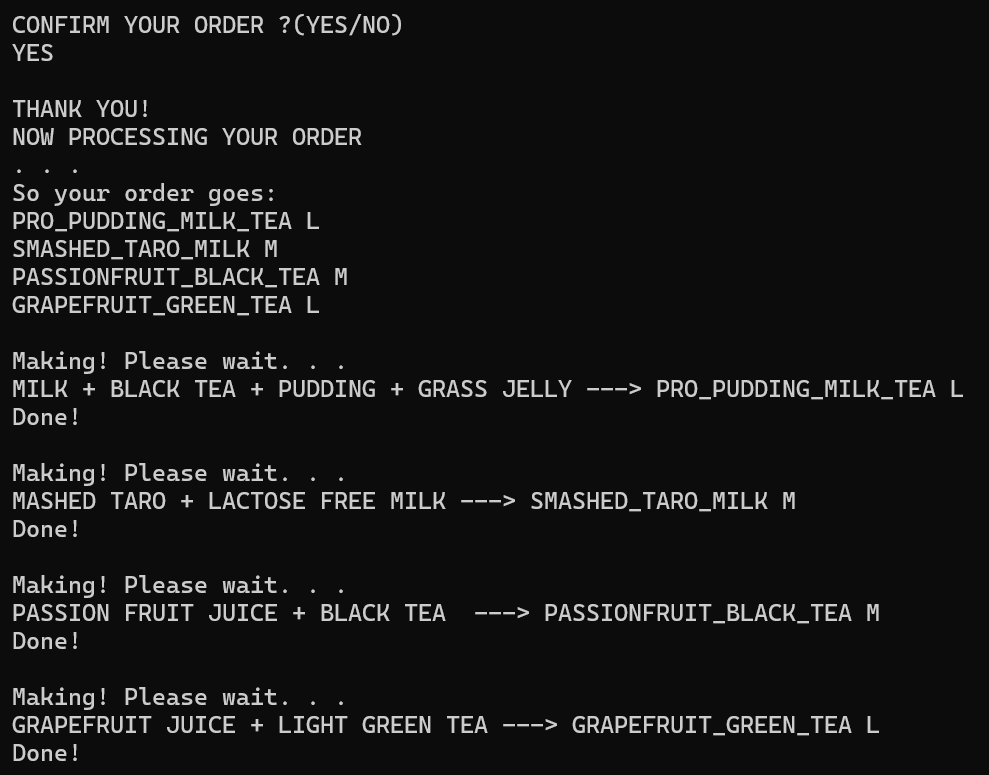 CONFIRM YOUR ORDER ?(YES/NO)
YES
THANK YOU!
NOW PROCESSING YOUR ORDER
. . .
So your order goes:
PRO_PUDDING_MILK_TEA L
SMASHED_TARO_MILK M
PASSIONFRUIT_BLACK_TEA M
GRAPEFRUIT_GREEN_TEA L
Making! Please wait. . .
MILK + BLACK TEA + PUDDING + GRASS JELLY ---> PRO_PUDDING_MILK_TEA L
Done!
Making! Please wait. . .
MASHED TARO + LACTOSE FREE MILK ---> SMASHED_TARO_MILK M
Done!
Making! Please wait. . .
PASSION FRUIT JUICE + BLACK TEA  ---> PASSIONFRUIT_BLACK_TEA M
Done!
Making! Please wait. . .
GRAPEFRUIT JUICE + LIGHT GREEN TEA ---> GRAPEFRUIT_GREEN_TEA L
Done!